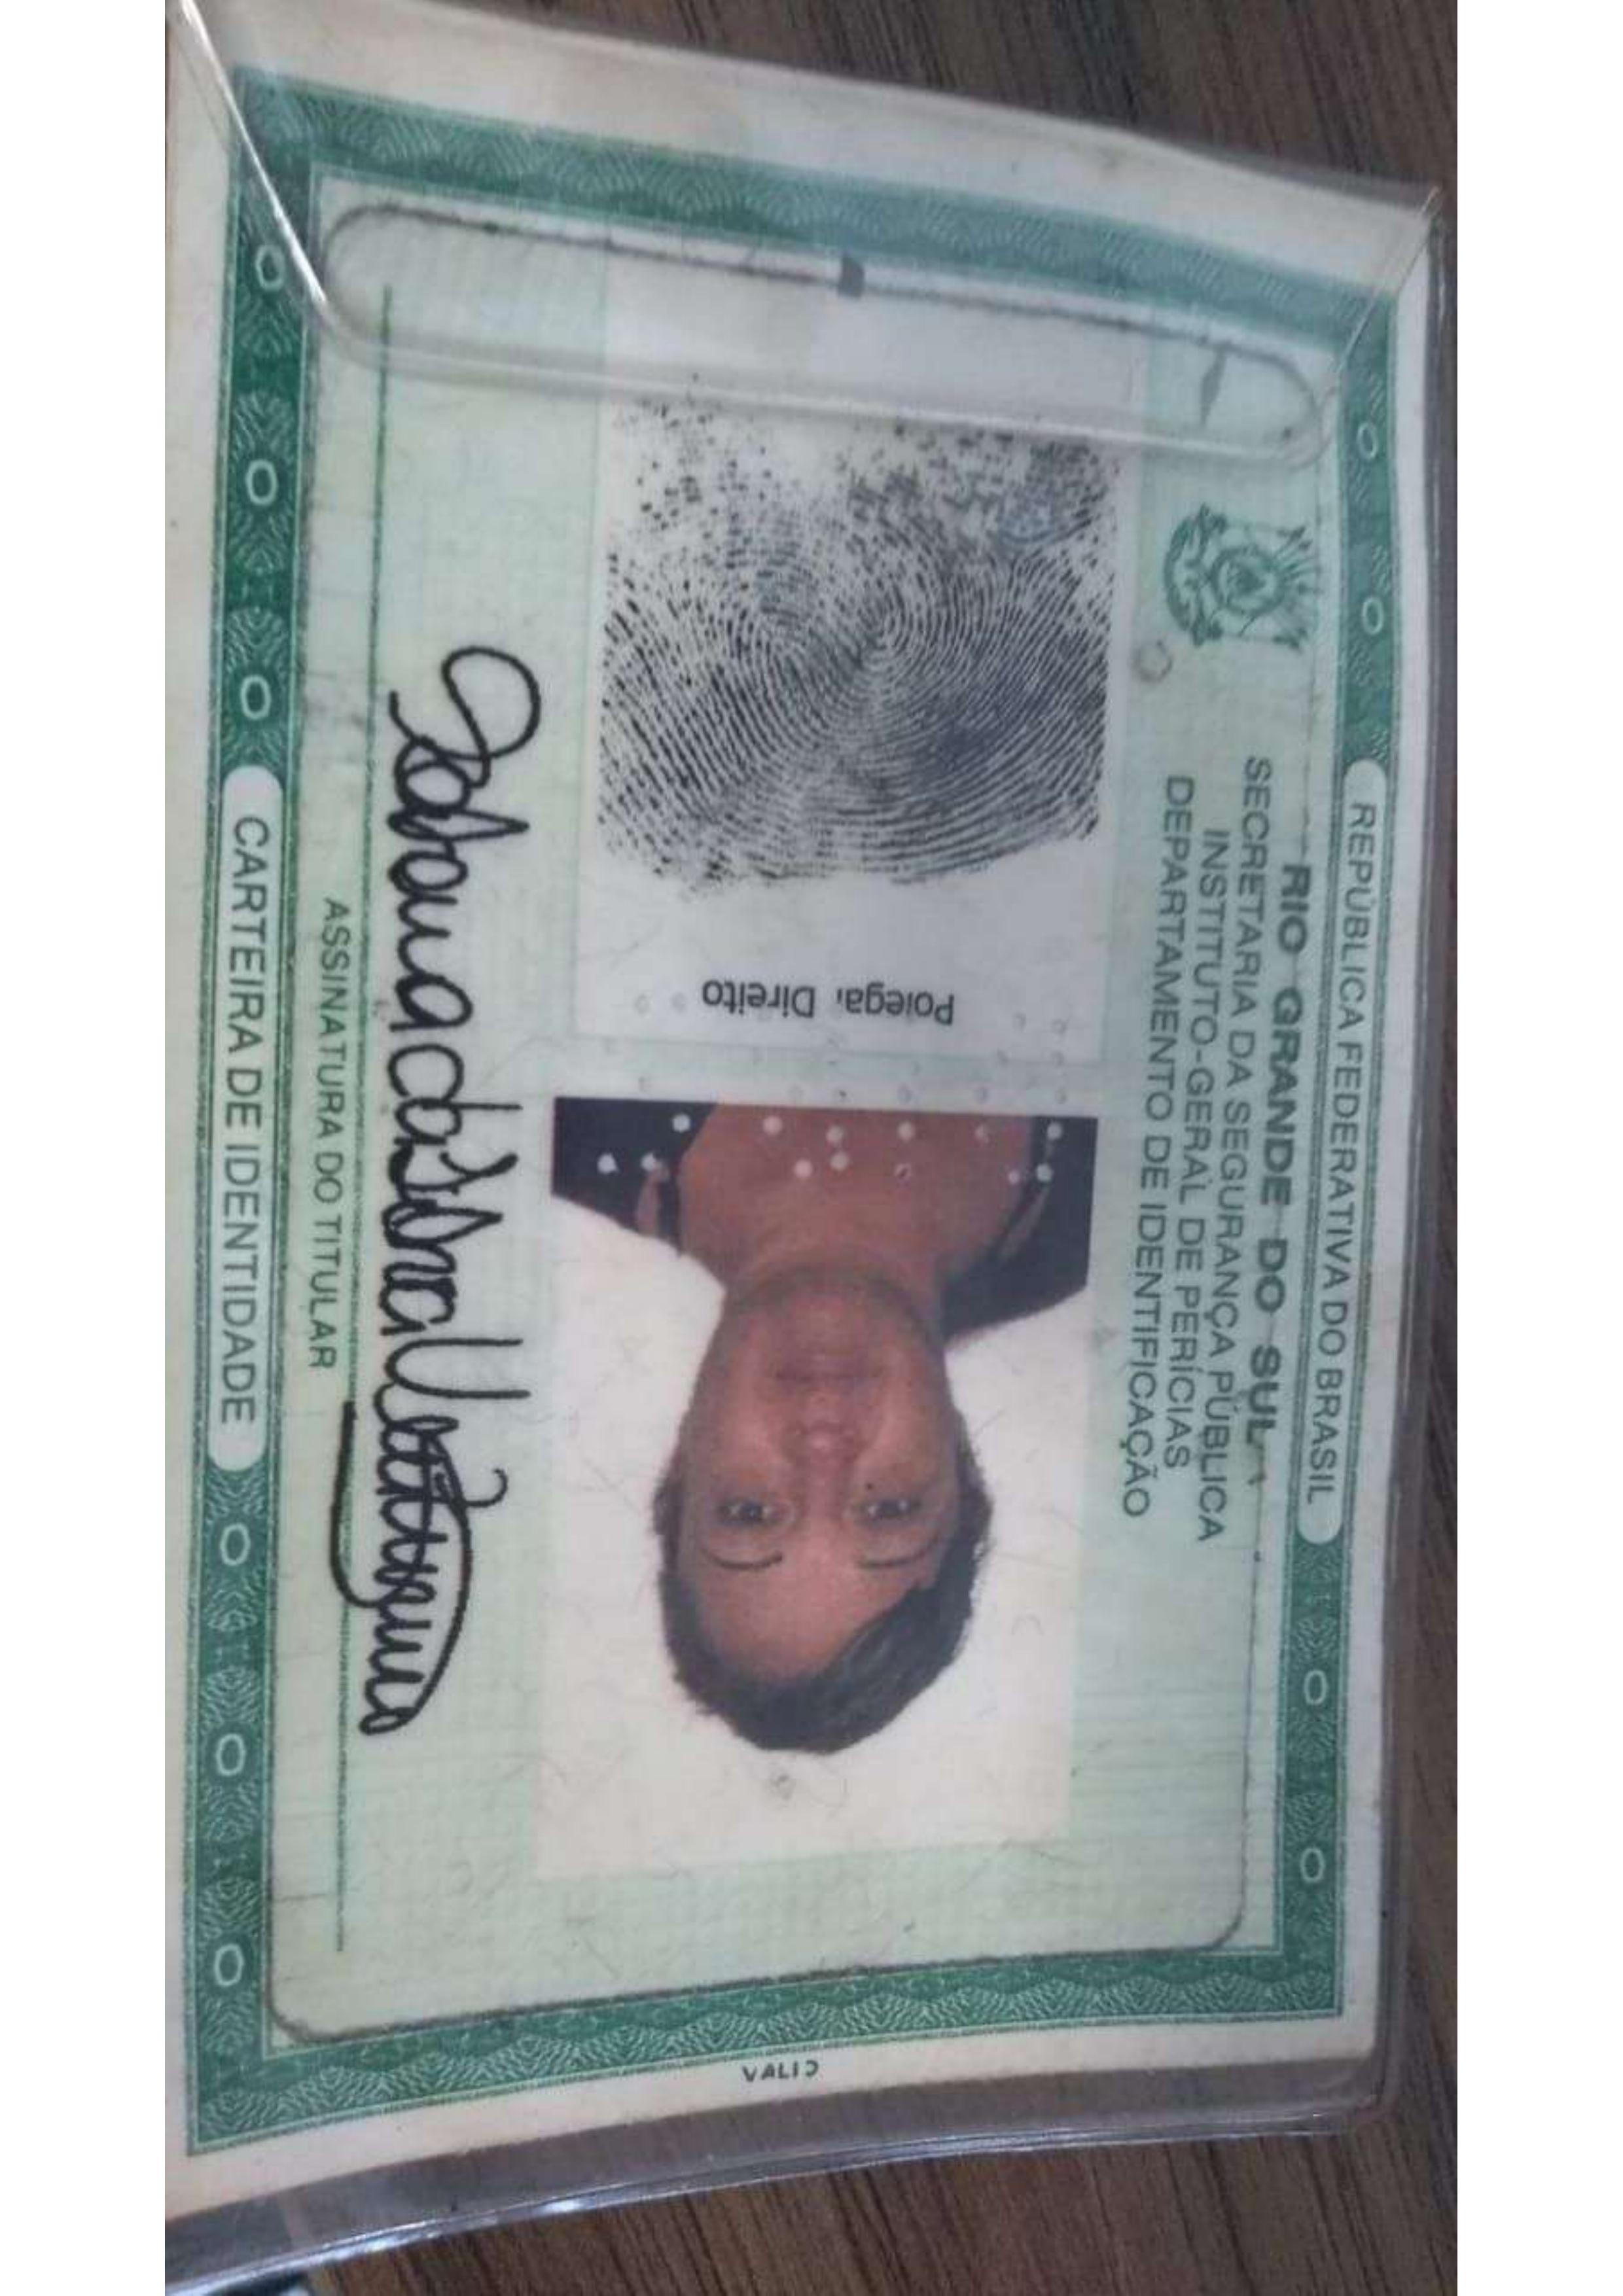 REPÚBLICA FEDERATIVA DO BRASIL
RIO GRANDE DO SUL
SECRETARIA DA SEGURANÇA PÚBLICA
INSTITUTO-GERAL DE PERÍCIAS
DEPARTAMENTO DE IDENTIFICAÇÃO
Polegar Direito
ASSINATURA DO TITULAR
CARTEIRA DE IDENTIDADE
VALID